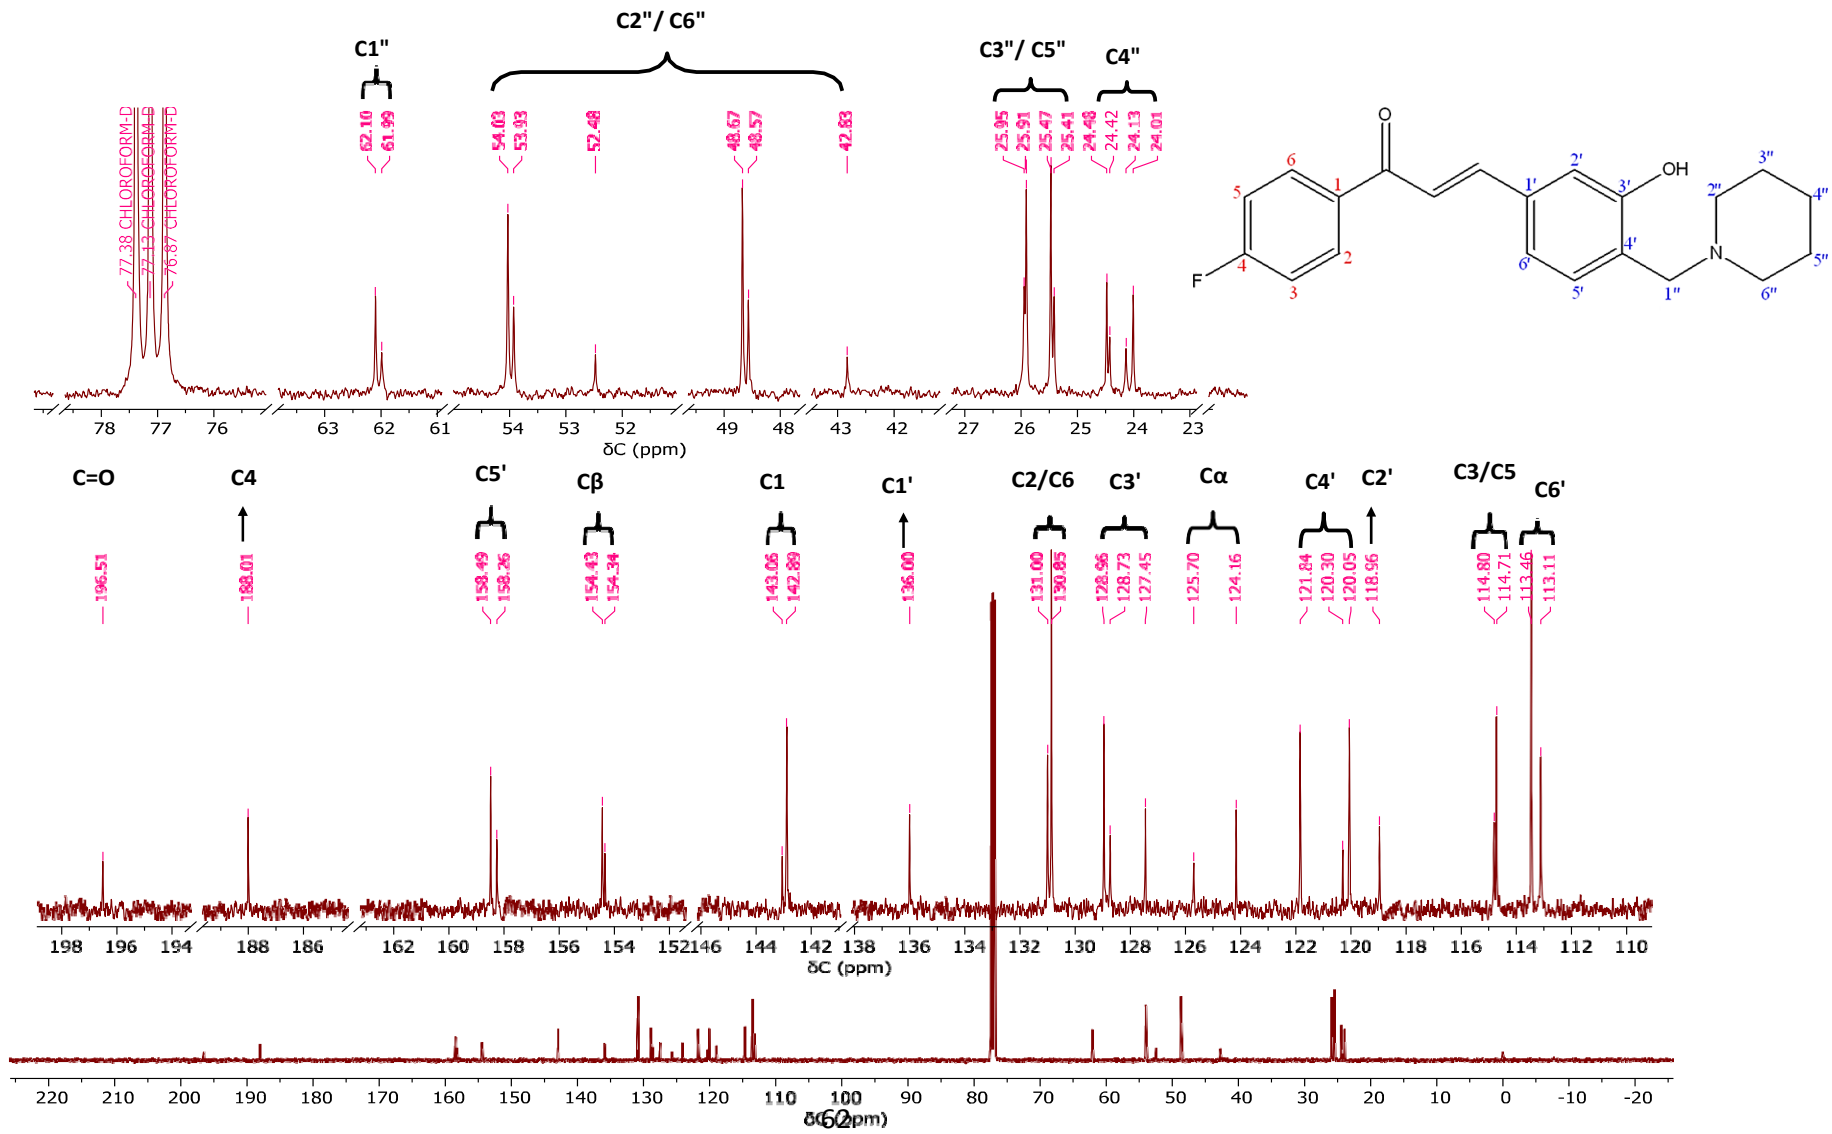 C1" C2"/ C6" C3"/ C5" C4"
77.38 CHLOROFORM-D
77.13 CHLOROFORM-D
76.87 CHLOROFORM-D
62.10
61.99
54.03
53.93
52.48
48.67
48.57
42.83
25.95
25.91
25.47
25.41
24.48
24.42
24.13
24.01
78 77 76 63 62 61 54 53 52 49 48 43 42 27 26 25 24 23
δC (ppm)
O
OH
F
N
1 2 3 4 5 6
1' 2' 3' 4' 5' 6'
1" 2" 3" 4" 5" 6"
C=O C4 C5' Cβ C1 C1' C2/C6 C3' Cα C4' C2' C3/C5 C6'
196.51
188.01
158.49
158.26
154.43
154.34
143.06
142.89
136.00
131.00
130.85
128.96
128.73
127.45
125.70
124.16
121.84
120.30
120.05
118.96
114.80
114.71
113.46
113.11
198 196 194 188 186 162 160 158 156 154 152 146 144 142 138 136 134 132 130 128 126 124 122 120 118 116 114 112 110
δC (ppm)
220 210 200 190 180 170 160 150 140 130 120 110 100 90 80 70 60 50 40 30 20 10 0 -10 -20
δC (ppm)
62